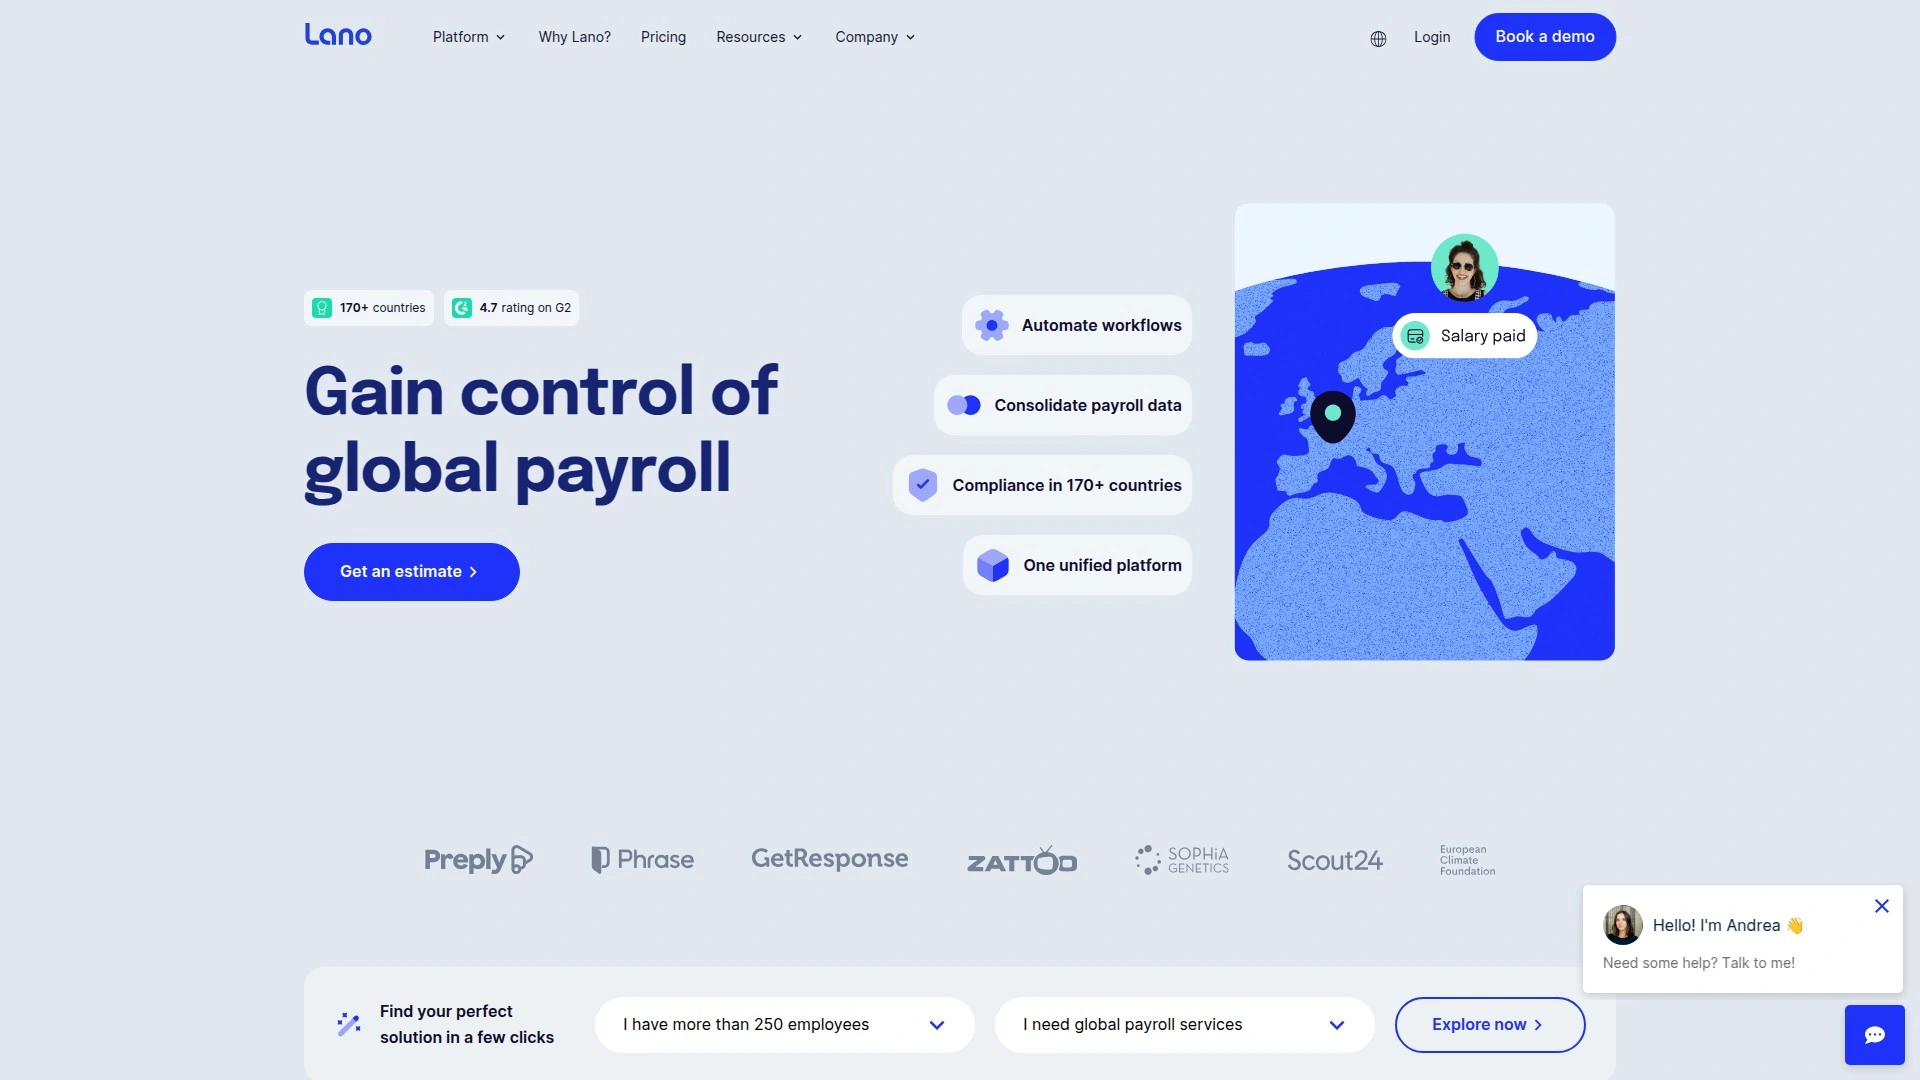 Lano
Platform
Why Lano?
Pricing
Resources
Company
Login
Book a demo
170+ countries
4.7 rating on G2
Gain control of
global payroll
Get an estimate
Automate workflows
Consolidate payroll data
Compliance in 170+ countries
One unified platform
Salary paid
Preply
Phrase
GetResponse
ZATTOO
SOPHiA
GENETICS
Scout24
European
Climate
Foundation
Hello! I'm Andrea 👋
Need some help? Talk to me!
Find your perfect
solution in a few clicks
I have more than 250 employees
I need global payroll services
Explore now